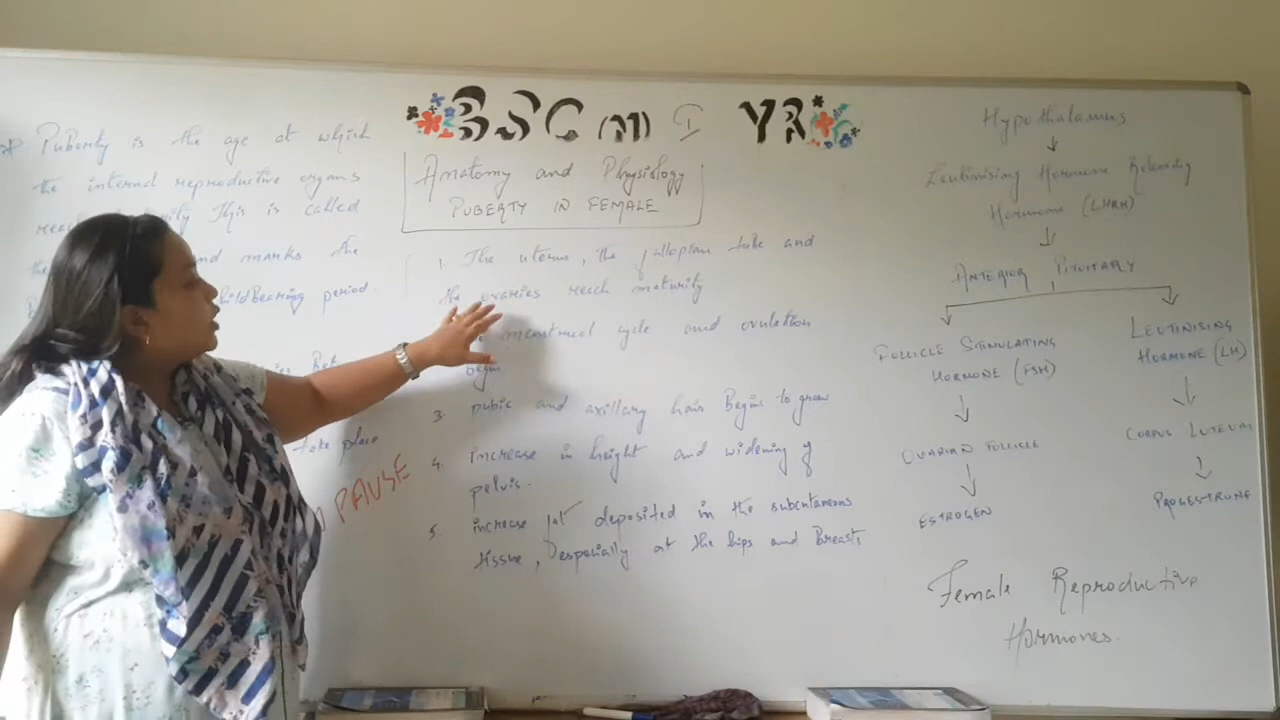 BSC (N) I YR
Anatomy and Physiology
PUBERTY IN FEMALE
* Puberty is the age at which
the internal reproductive organs
This is called
the and marks the
childBearing period.
take place
PAUSE
1. The uterus, the fallopian tube and
the ovaries reach maturity
menstrual cycle and ovulation
begin.
3. pubic and axillary hair Begins to grow
4. increase in height and widening of
pelvis.
5. increase fat deposited in the subcutaneous
tissue, especially at the hips and Breasts
Hypothalamus
Leutinising Hormone Releasing
Hormone (LHRH)
ANTERIOR PITUITARY
FOLLICLE STIMULATING
HORMONE (FSH)
OVARIAN FOLLICLE
ESTROGEN
LEUTINISING
HORMONE (LH)
CORPUS LUTEUM
PROGESTRONE
Female Reproductive
Hormones.